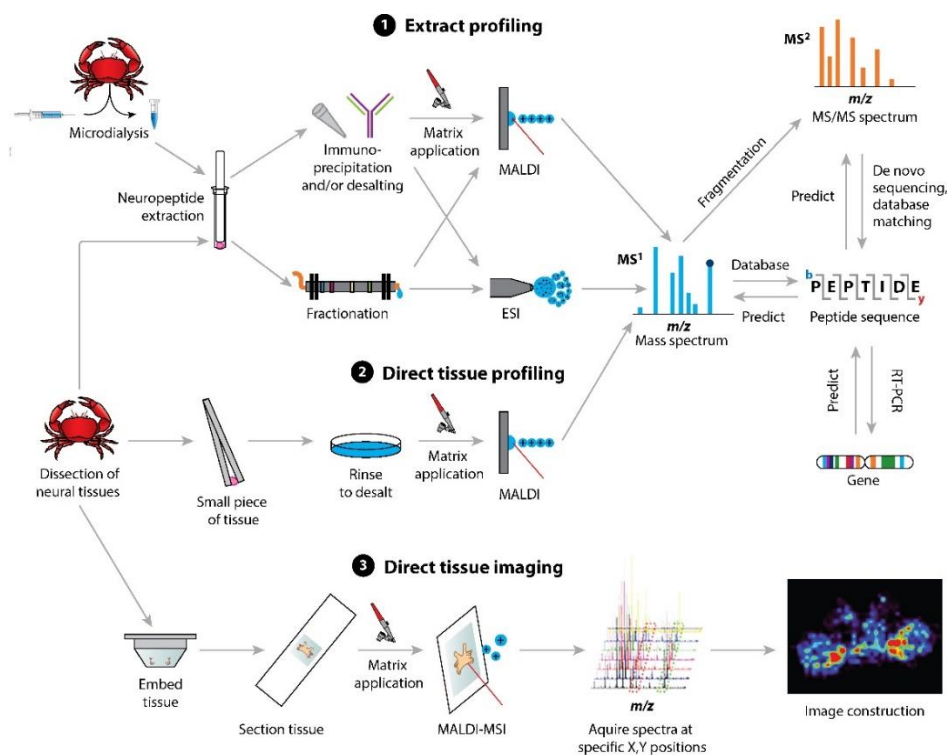 1 Extract profiling
Microdialysis
Neuropeptide
extraction
Immuno-
precipitation
and/or desalting
Matrix
application
MALDI
Fractionation
ESI
Fragmentation
MS2
m/z
MS/MS spectrum
Predict
De novo
sequencing,
database
matching
MS1
m/z
Mass spectrum
Database
Predict
b
PEPTIDE
y
Peptide sequence
Predict
RT-PCR
Gene
2 Direct tissue profiling
Dissection of
neural tissues
Small piece
of tissue
Rinse
to desalt
Matrix
application
MALDI
3 Direct tissue imaging
Embed
tissue
Section tissue
Matrix
application
MALDI-MSI
m/z
Aquire spectra at
specific X,Y positions
Image construction